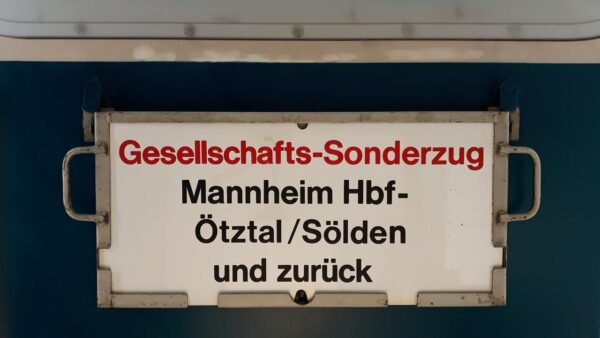 Gesellschafts-Sonderzug
Mannheim Hbf-
Ötztal/Sölden
und zurück